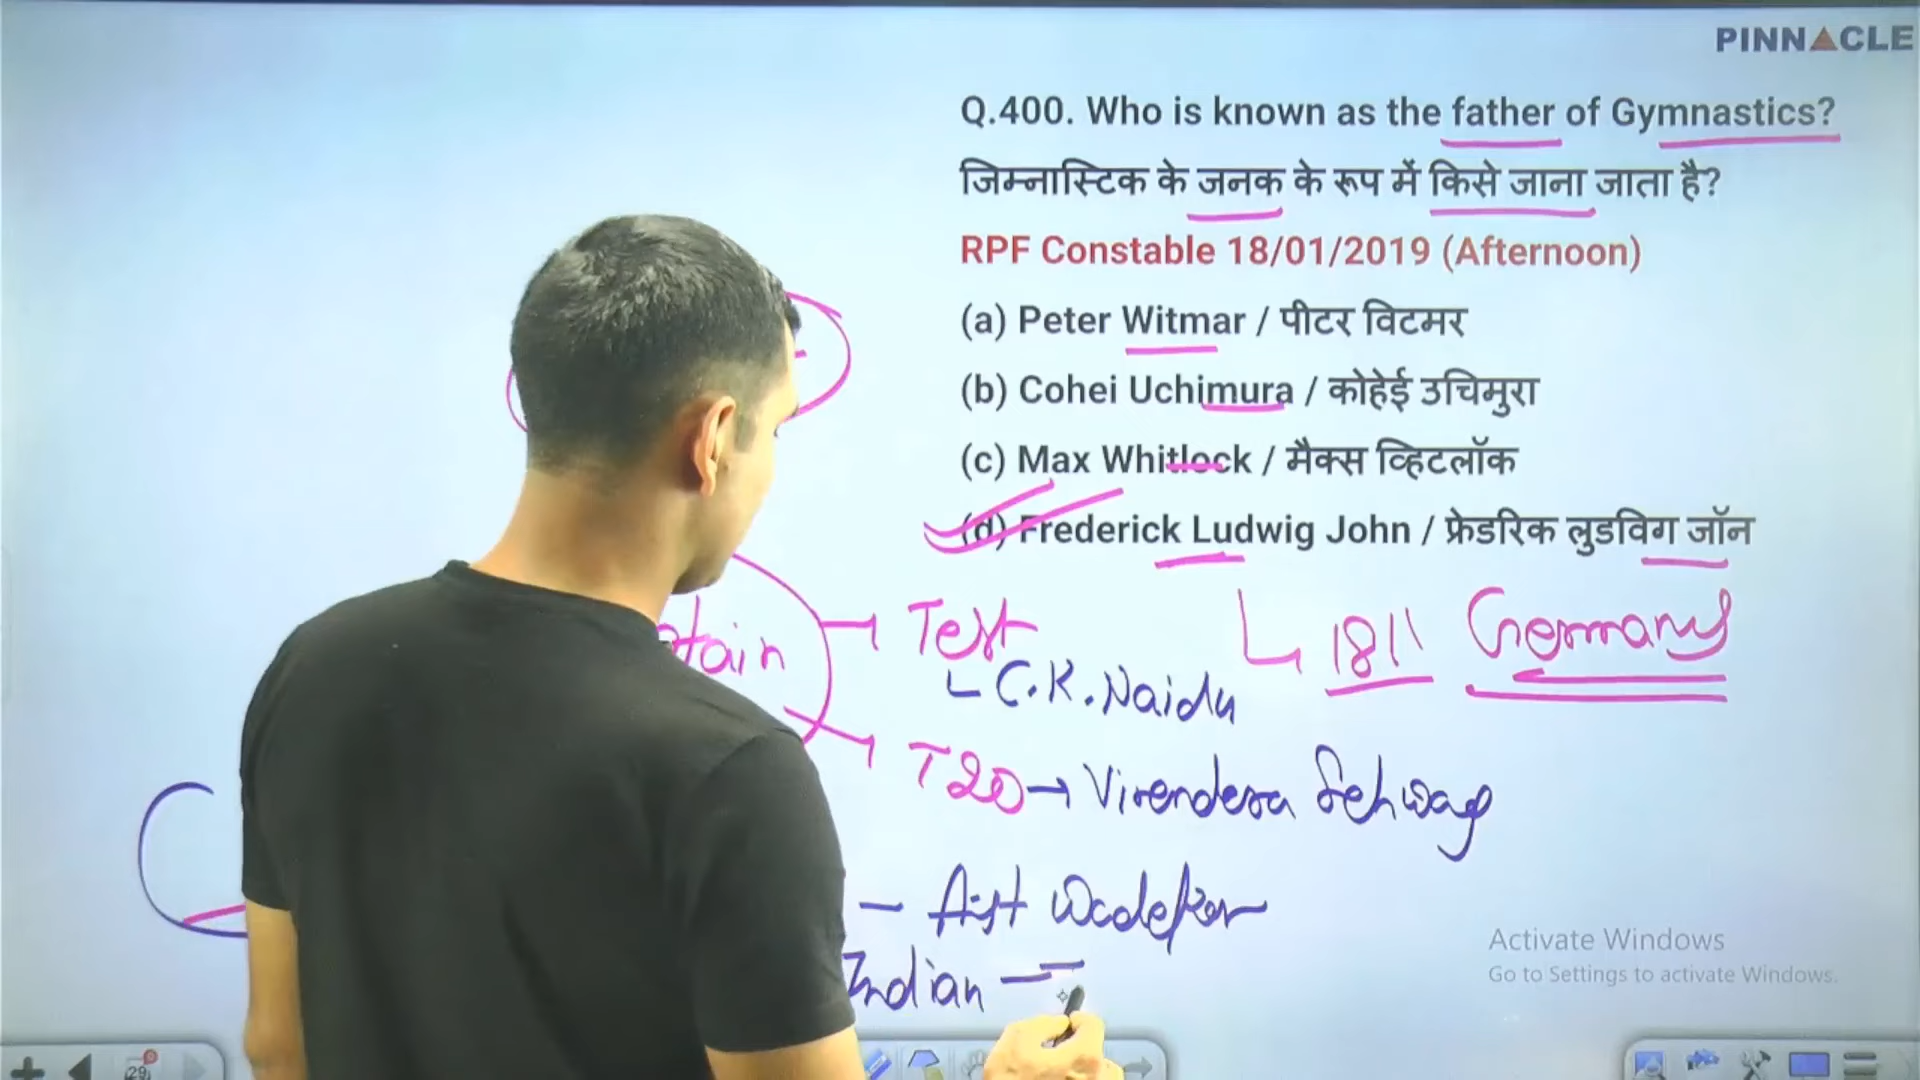 PINNACLE
Q.400. Who is known as the father of Gymnastics?
जिम्नास्टिक के जनक के रूप में किसे जाना जाता है?
RPF Constable 18/01/2019 (Afternoon)
(a) Peter Witmar / पीटर विटमर
(b) Cohei Uchimura / कोहेई उचिमुरा
(c) Max Whitlock / मैक्स व्हिटलॉक
(d) Frederick Ludwig John / फ्रेडरिक लुडविग जॉन
1811 Germany
tain
Test
C.K. Naidu
T20 → Virendera Sehwag
Wadekar
Indian
Activate Windows
Go to Settings to activate Windows.
29